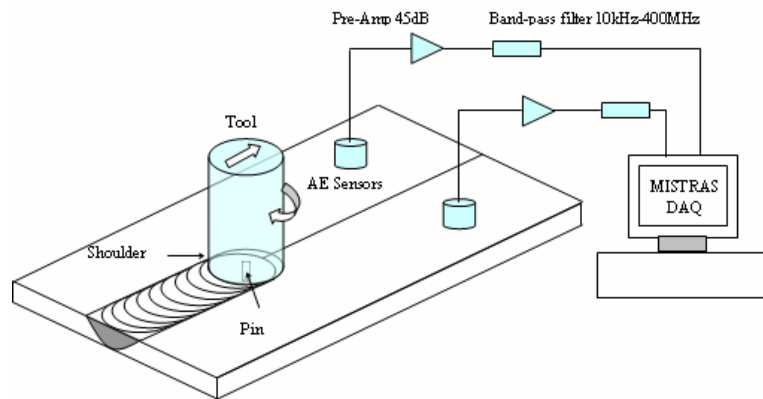 Pre-Amp 45dB
Band-pass filter 10kHz-400MHz
Tool
AE Sensors
MISTRAS
DAQ
Shoulder
Pin